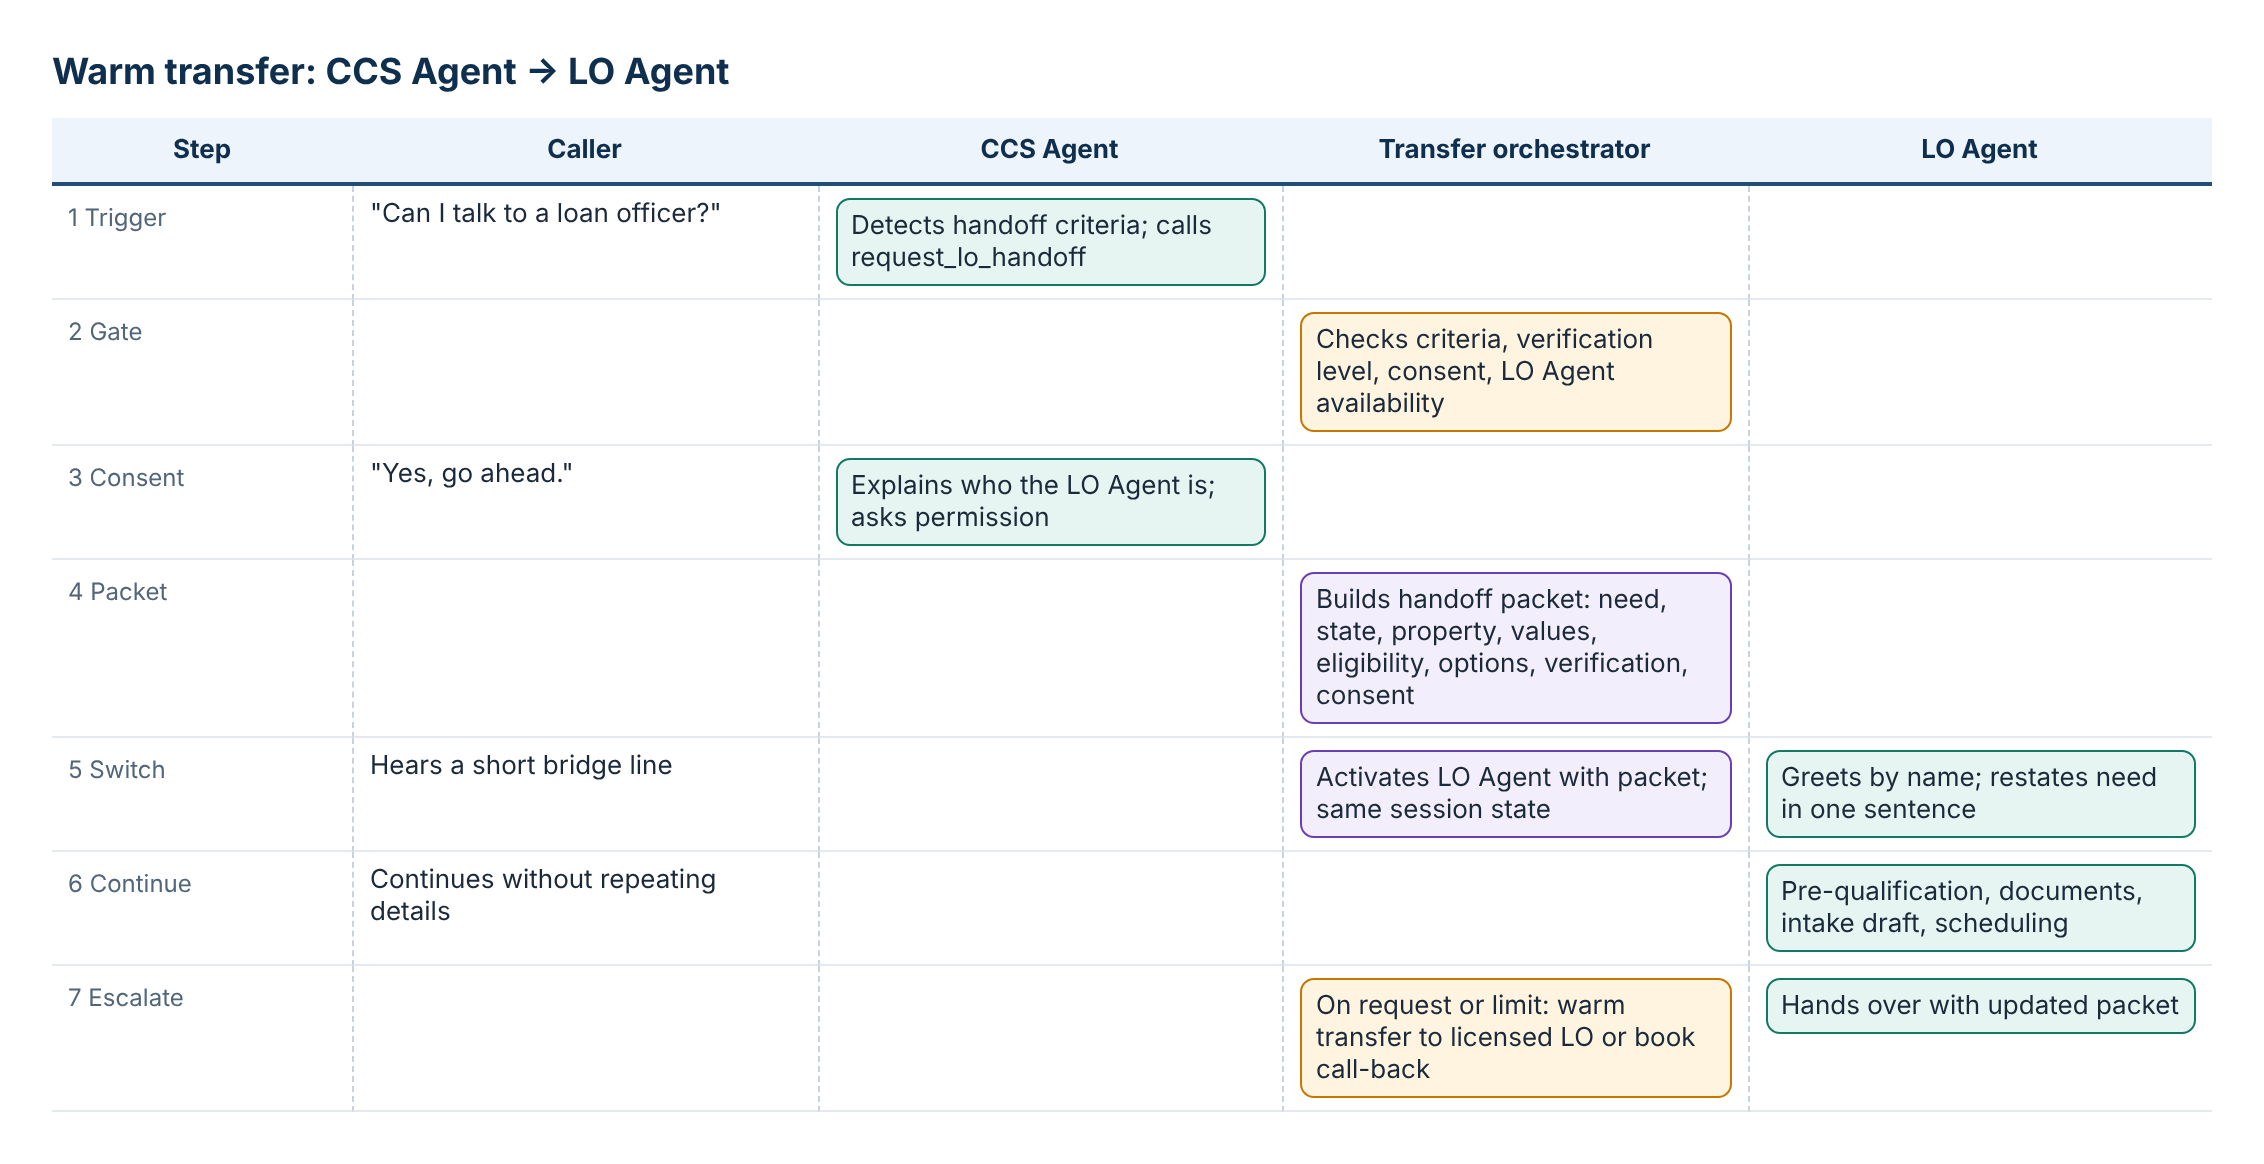 Warm transfer: CCS Agent → LO Agent
Step
Caller
CCS Agent
Transfer orchestrator
LO Agent
1 Trigger
"Can I talk to a loan officer?"
Detects handoff criteria; calls
request_lo_handoff
2 Gate
Checks criteria, verification
level, consent, LO Agent
availability
3 Consent
"Yes, go ahead."
Explains who the LO Agent is;
asks permission
4 Packet
Builds handoff packet: need,
state, property, values,
eligibility, options, verification,
consent
5 Switch
Hears a short bridge line
Activates LO Agent with packet;
same session state
Greets by name; restates need
in one sentence
6 Continue
Continues without repeating
details
Pre-qualification, documents,
intake draft, scheduling
7 Escalate
On request or limit: warm
transfer to licensed LO or book
call-back
Hands over with updated packet